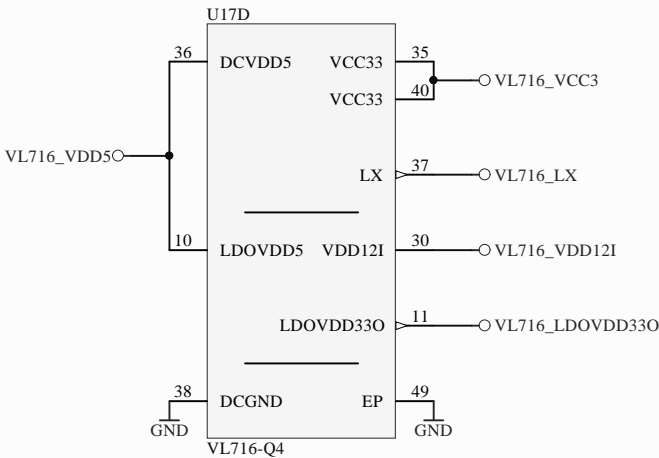 U17D
36 DCVDD5 VCC33 35
VL716_VCC3
VCC33 40
VL716_VDD5
LX 37 VL716_LX
10 LDOVDD5 VDD12I 30 VL716_VDD12I
LDOVDD33O 11 VL716_LDOVDD33O
38 DCGND EP 49
GND GND
VL716-Q4